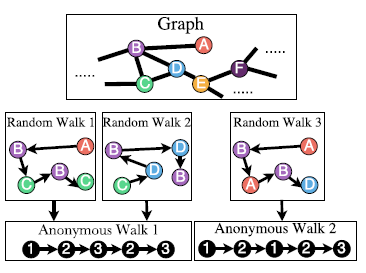 Graph
B A
D
C E F
..... ..... .....
Random Walk 1 Random Walk 2 Random Walk 3
B A B D B A
C B C C D B A B D
Anonymous Walk 1 Anonymous Walk 2
1 2 3 2 3 1 2 1 2 3